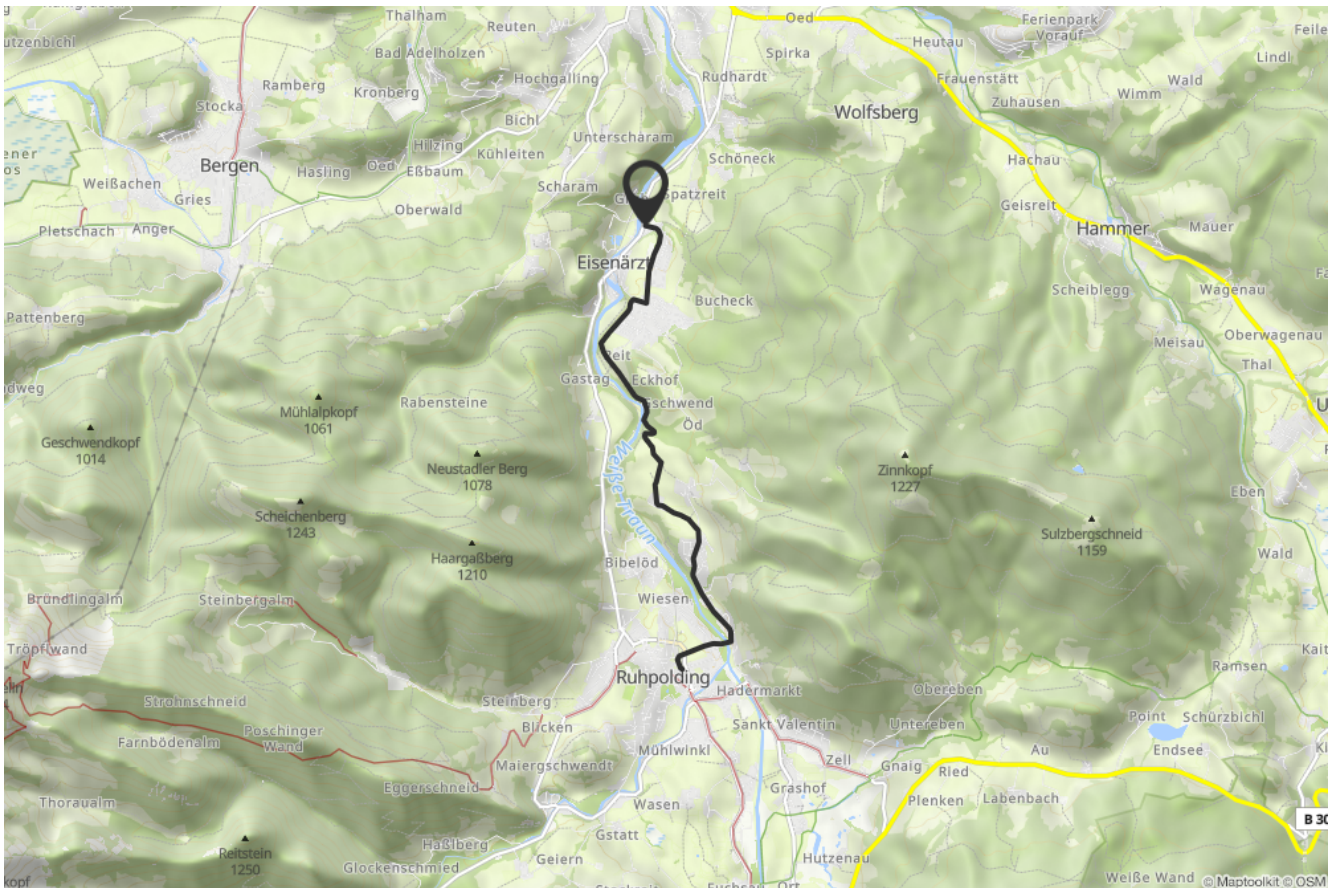 Thalham
Reuten
Oed
Ferienpark
Vorauf
Heutau
Lindl
Bad Adelholzen
Spirka
Hochgalling
Rudhardt
Frauenstätt
Wald
Ramberg
Kronberg
Wimm
Stocka
Zuhausen
Bichl
Wolfsberg
Unterscharam
Hilzing
Kühleiten
Schöneck
Hachau
Bergen
Oed
Eßbaum
Hasling
Weißachen
Scharam
Spatzreit
Gries
Oberwald
Geisreit
Pletschach
Anger
Hammer
Mauer
Eisenärzt
Scheiblegg
Wagenau
Bucheck
Pattenberg
Oberwagenau
Meisau
Reit
Thal
Gastag
Eckhof
Mühlalpkopf
1061
Rabensteine
Gschwend
Öd
Geschwendkopf
1014
Neustadler Berg
1078
Weiße Traun
Zinnkopf
1227
Eben
Scheichenberg
1243
Sulzbergschneid
1159
Haargaßberg
1210
Bibelöd
Wald
Bründlingalm
Steinbergalm
Wiesen
Tröpflwand
Ramsen
Ruhpolding
Hadermarkt
Obereben
Strohnschneid
Steinberg
Sankt Valentin
Untereben
Point
Schürzbichl
Farnbödenalm
Poschinger
Wand
Blicken
Mühlwinkl
Au
Endsee
Maiergschwendt
Zell
Gnaig
Ried
Eggerschneid
Grashof
Thoraualm
Wasen
Plenken
Labenbach
Gstatt
Haßlberg
Reitstein
1250
Glockenschmied
Geiern
Hutzenau
Weiße Wand
© Maptoolkit © OSM